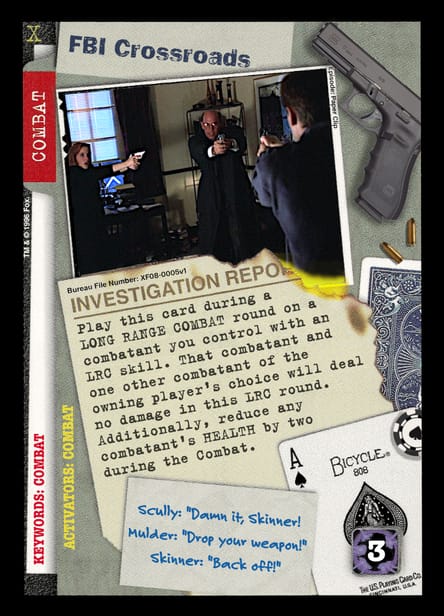 X
FBI Crossroads
COMBAT
Episode: Paper Clip
TM & © 1996 Fox.
Bureau File Number: XF08-0005v1
INVESTIGATION REPO
Play this card during a
LONG RANGE COMBAT round on a
combatant you control with an
LRC skill. That combatant and
one other combatant of the
owning player's choice will deal
no damage in this LRC round.
Additionally, reduce any
combatant's HEALTH by two
during the Combat.
KEYWORDS: COMBAT
ACTIVATORS: COMBAT
A
BICYCLE®
808
Scully: "Damn it, Skinner!
Mulder: "Drop your weapon!"
Skinner: "Back off!"
3
THE U.S. PLAYING CARD CO.
CINCINNATI, U.S.A.